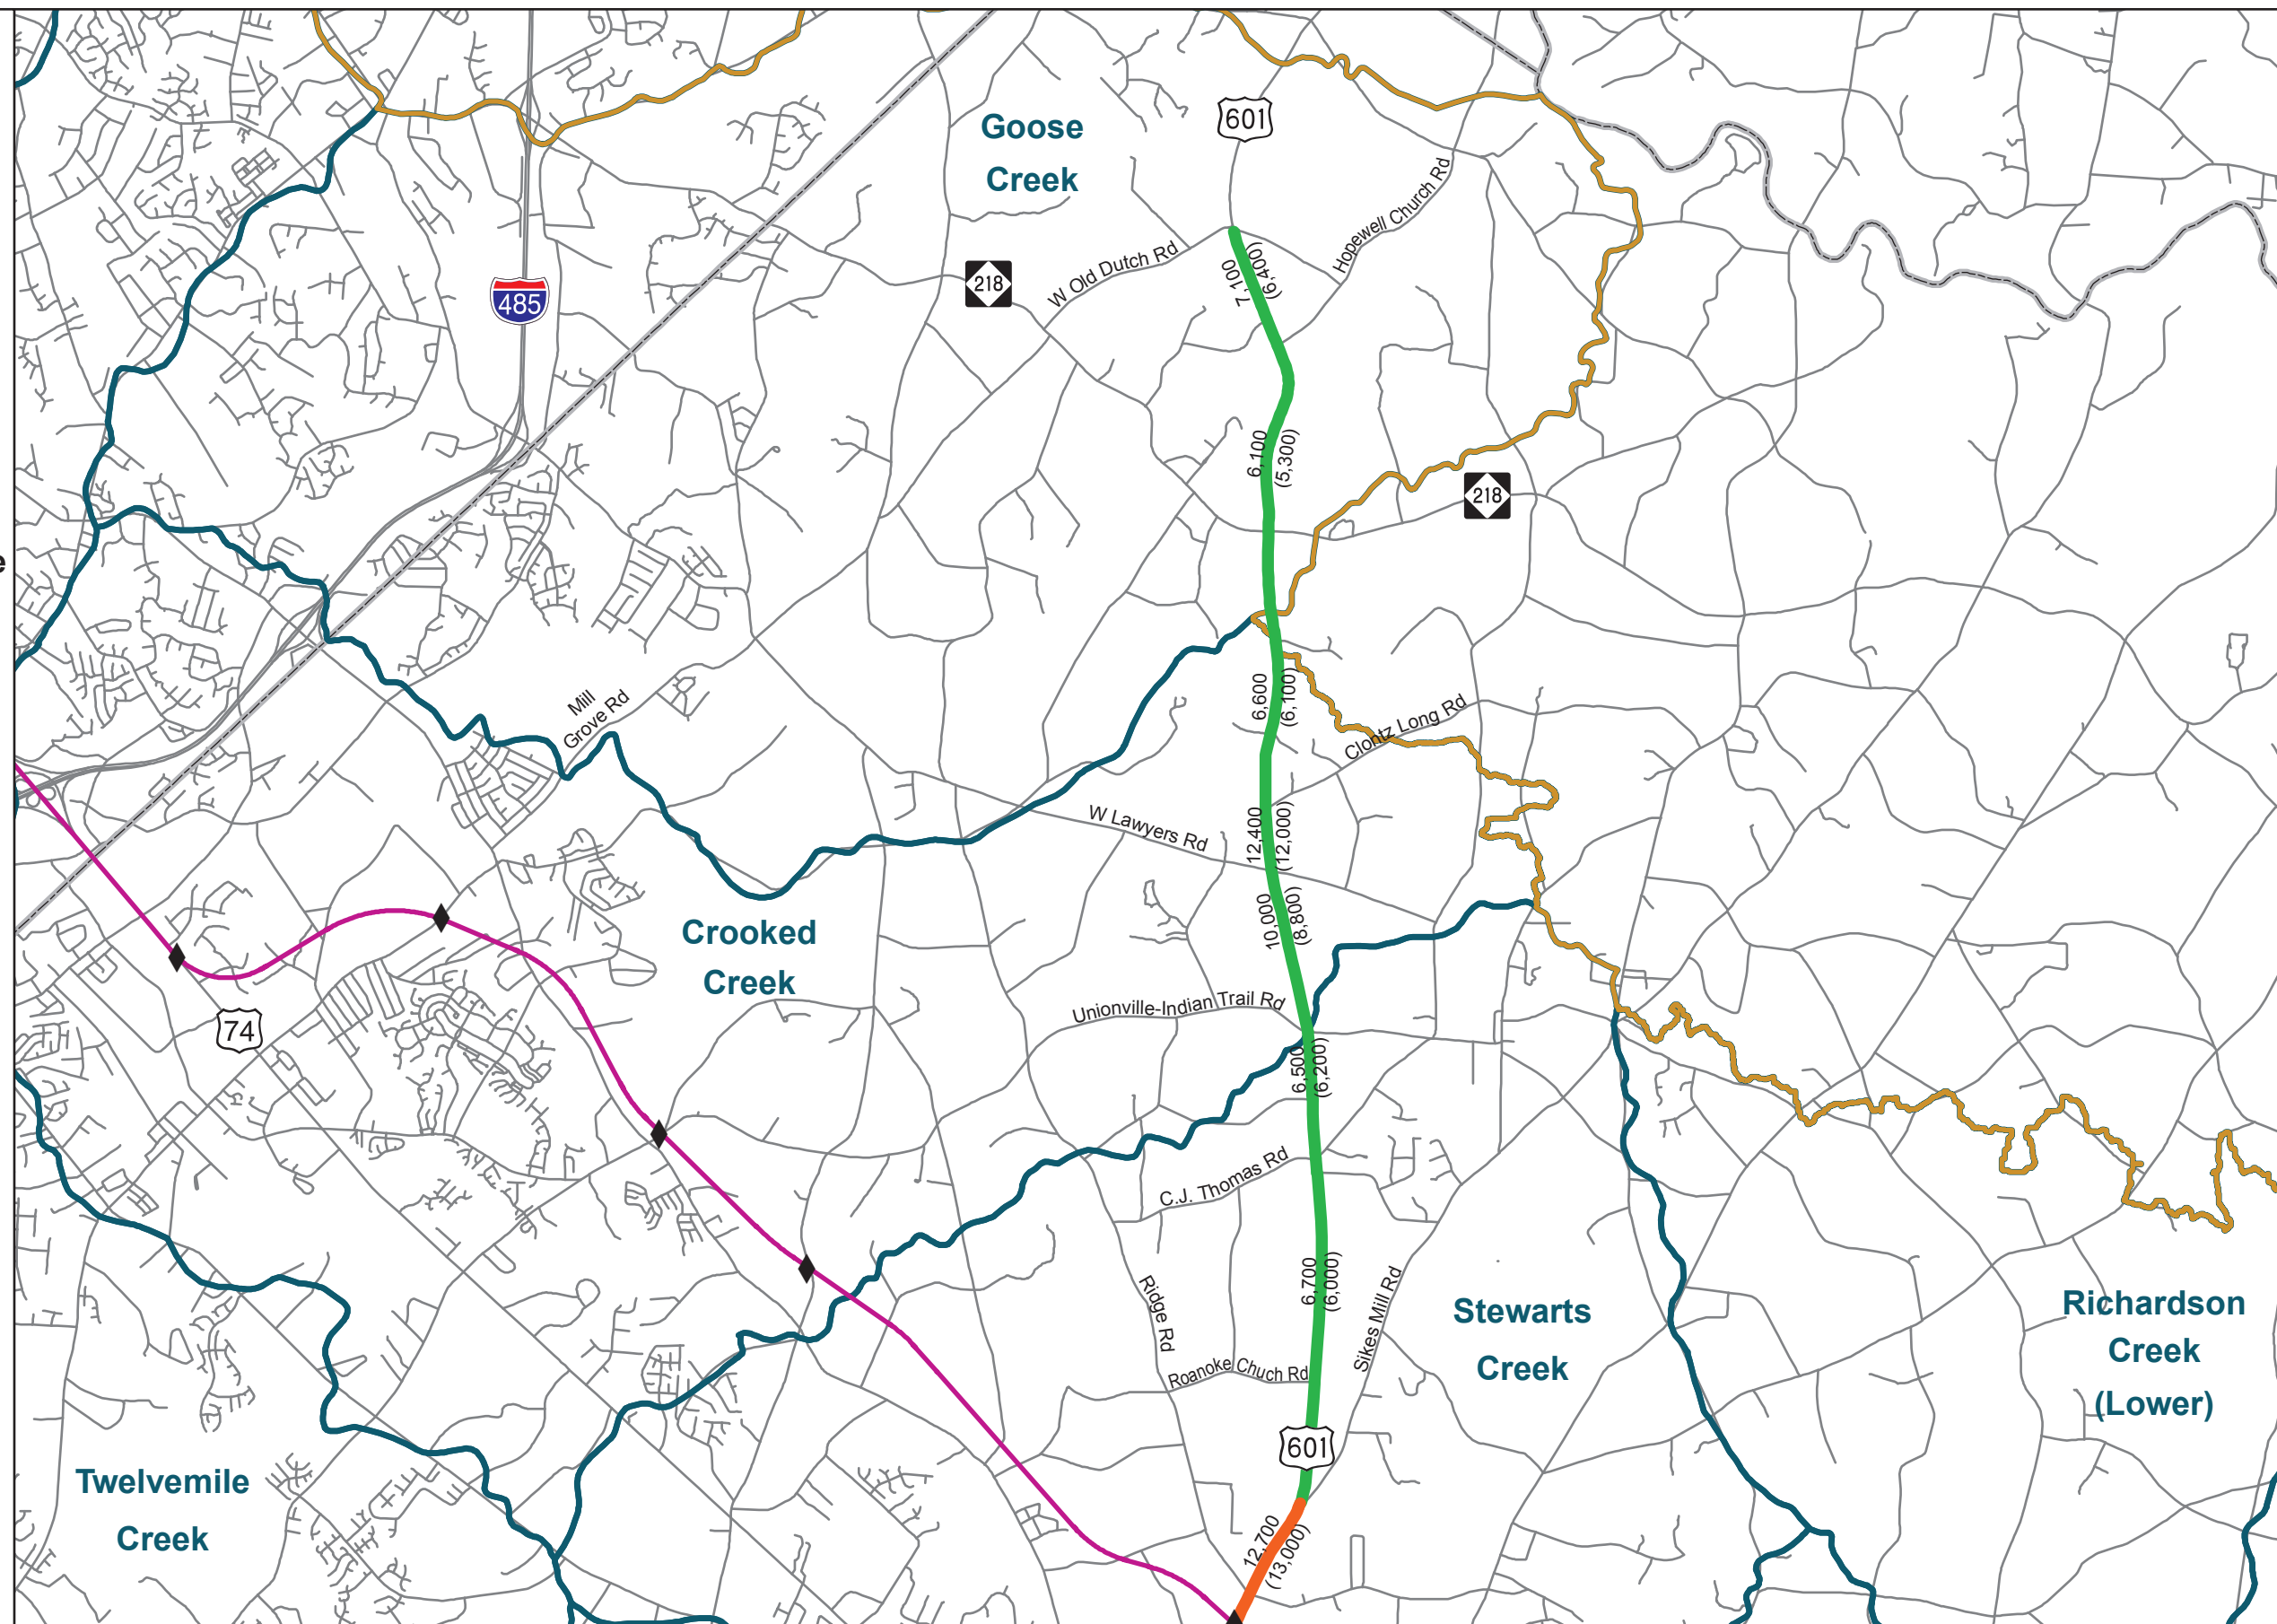 601
Goose
Creek
Hopewell Church Rd
W Old Dutch Rd
218
485
7,100
(6,400)
6,100
(5,300)
218
e
6,600
(6,100)
Mill
Grove Rd
Clontz Long Rd
W Lawyers Rd
12,400
(12,000)
10,000
(8,800)
Crooked
Creek
Unionville-Indian Trail Rd
74
6,500
(6,200)
C.J. Thomas Rd
6,700
(6,000)
Ridge Rd
Sikes Mill Rd
Stewarts
Creek
Richardson
Creek
(Lower)
Roanoke Chuch Rd
601
Twelvemile
Creek
12,700
(13,000)